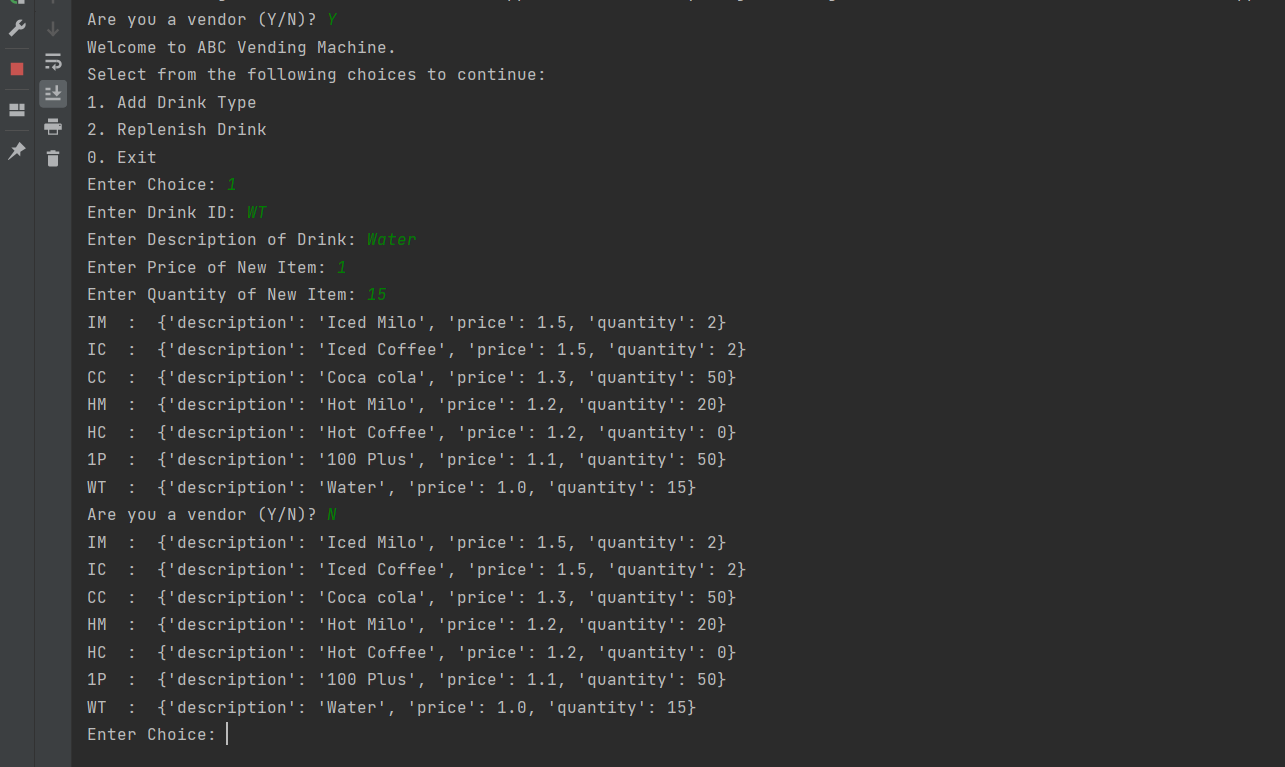 Are you a vendor (Y/N)? Y
Welcome to ABC Vending Machine.
Select from the following choices to continue:
1. Add Drink Type
2. Replenish Drink
0. Exit
Enter Choice: 1
Enter Drink ID: WT
Enter Description of Drink: Water
Enter Price of New Item: 1
Enter Quantity of New Item: 15
IM  :  {'description': 'Iced Milo', 'price': 1.5, 'quantity': 2}
IC  :  {'description': 'Iced Coffee', 'price': 1.5, 'quantity': 2}
CC  :  {'description': 'Coca cola', 'price': 1.3, 'quantity': 50}
HM  :  {'description': 'Hot Milo', 'price': 1.2, 'quantity': 20}
HC  :  {'description': 'Hot Coffee', 'price': 1.2, 'quantity': 0}
1P  :  {'description': '100 Plus', 'price': 1.1, 'quantity': 50}
WT  :  {'description': 'Water', 'price': 1.0, 'quantity': 15}
Are you a vendor (Y/N)? N
IM  :  {'description': 'Iced Milo', 'price': 1.5, 'quantity': 2}
IC  :  {'description': 'Iced Coffee', 'price': 1.5, 'quantity': 2}
CC  :  {'description': 'Coca cola', 'price': 1.3, 'quantity': 50}
HM  :  {'description': 'Hot Milo', 'price': 1.2, 'quantity': 20}
HC  :  {'description': 'Hot Coffee', 'price': 1.2, 'quantity': 0}
1P  :  {'description': '100 Plus', 'price': 1.1, 'quantity': 50}
WT  :  {'description': 'Water', 'price': 1.0, 'quantity': 15}
Enter Choice: